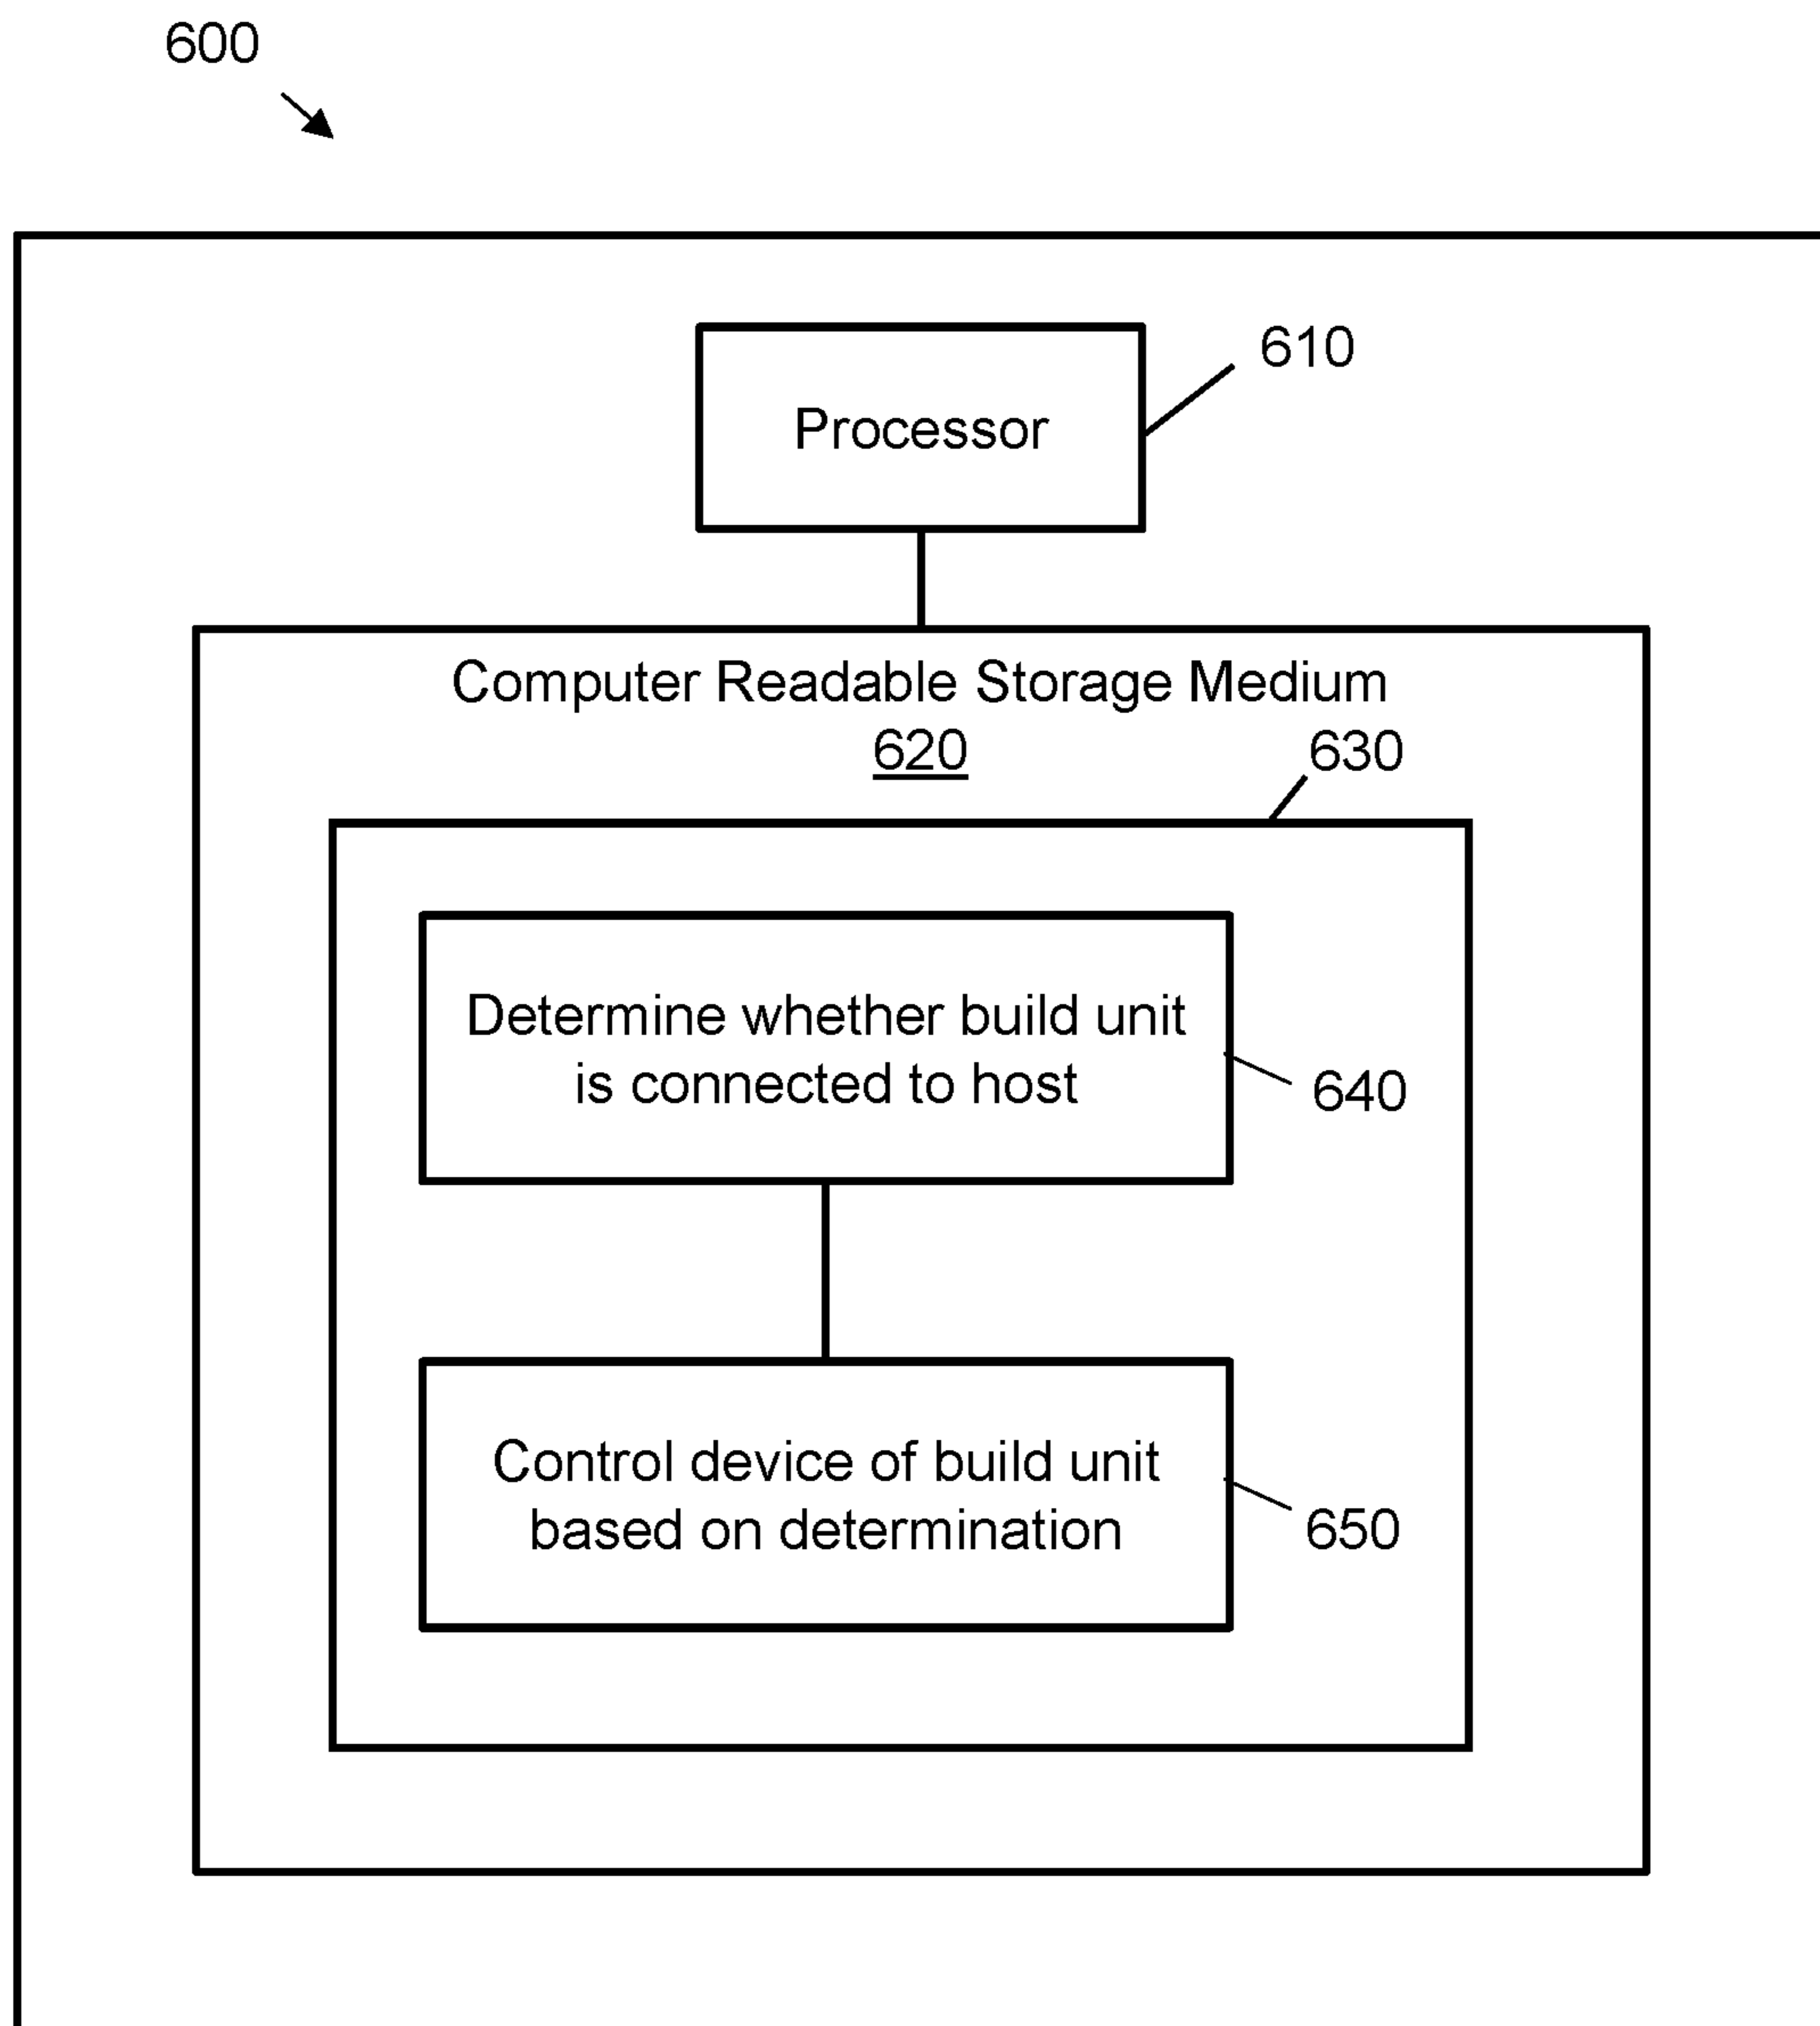 600
610
Processor
Computer Readable Storage Medium
620
630
Determine whether build unit
is connected to host
640
Control device of build unit
based on determination
650